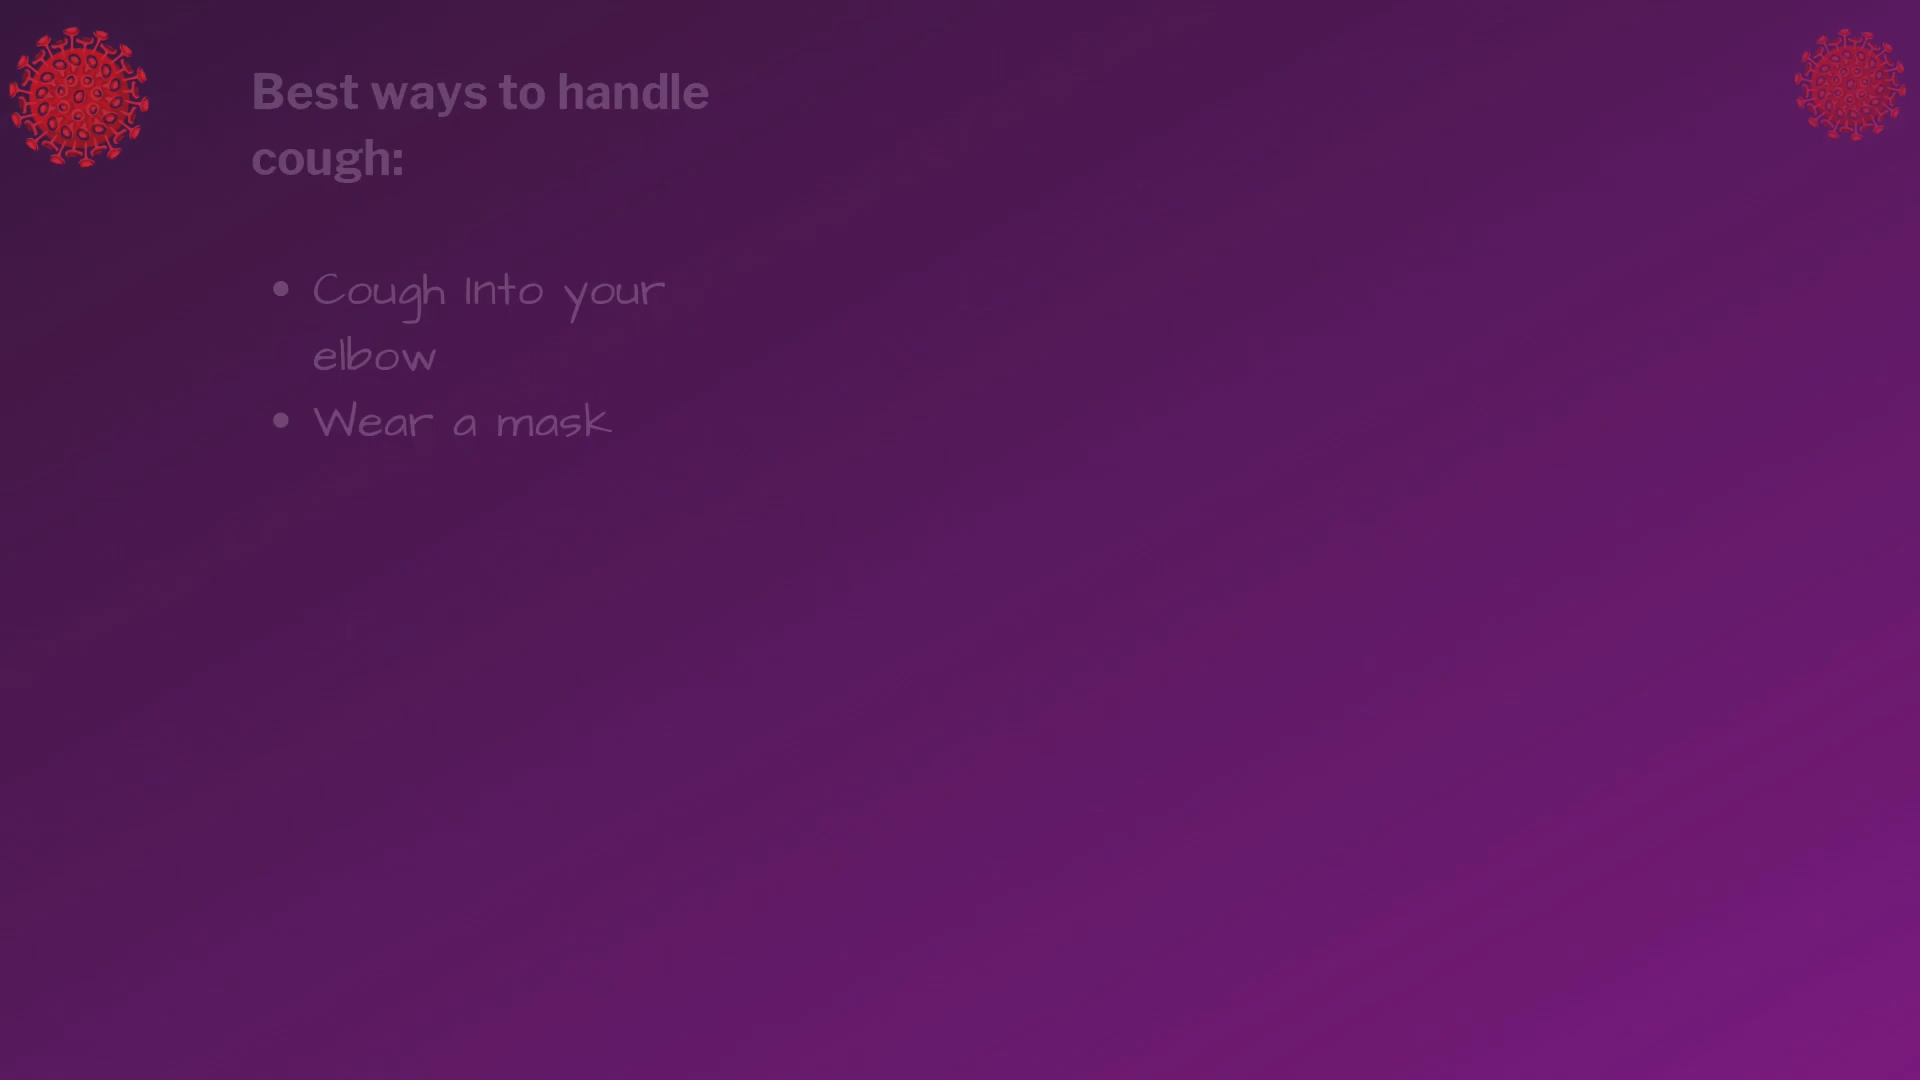 Best ways to handle
cough:
• Cough Into your
elbow
• Wear a mask